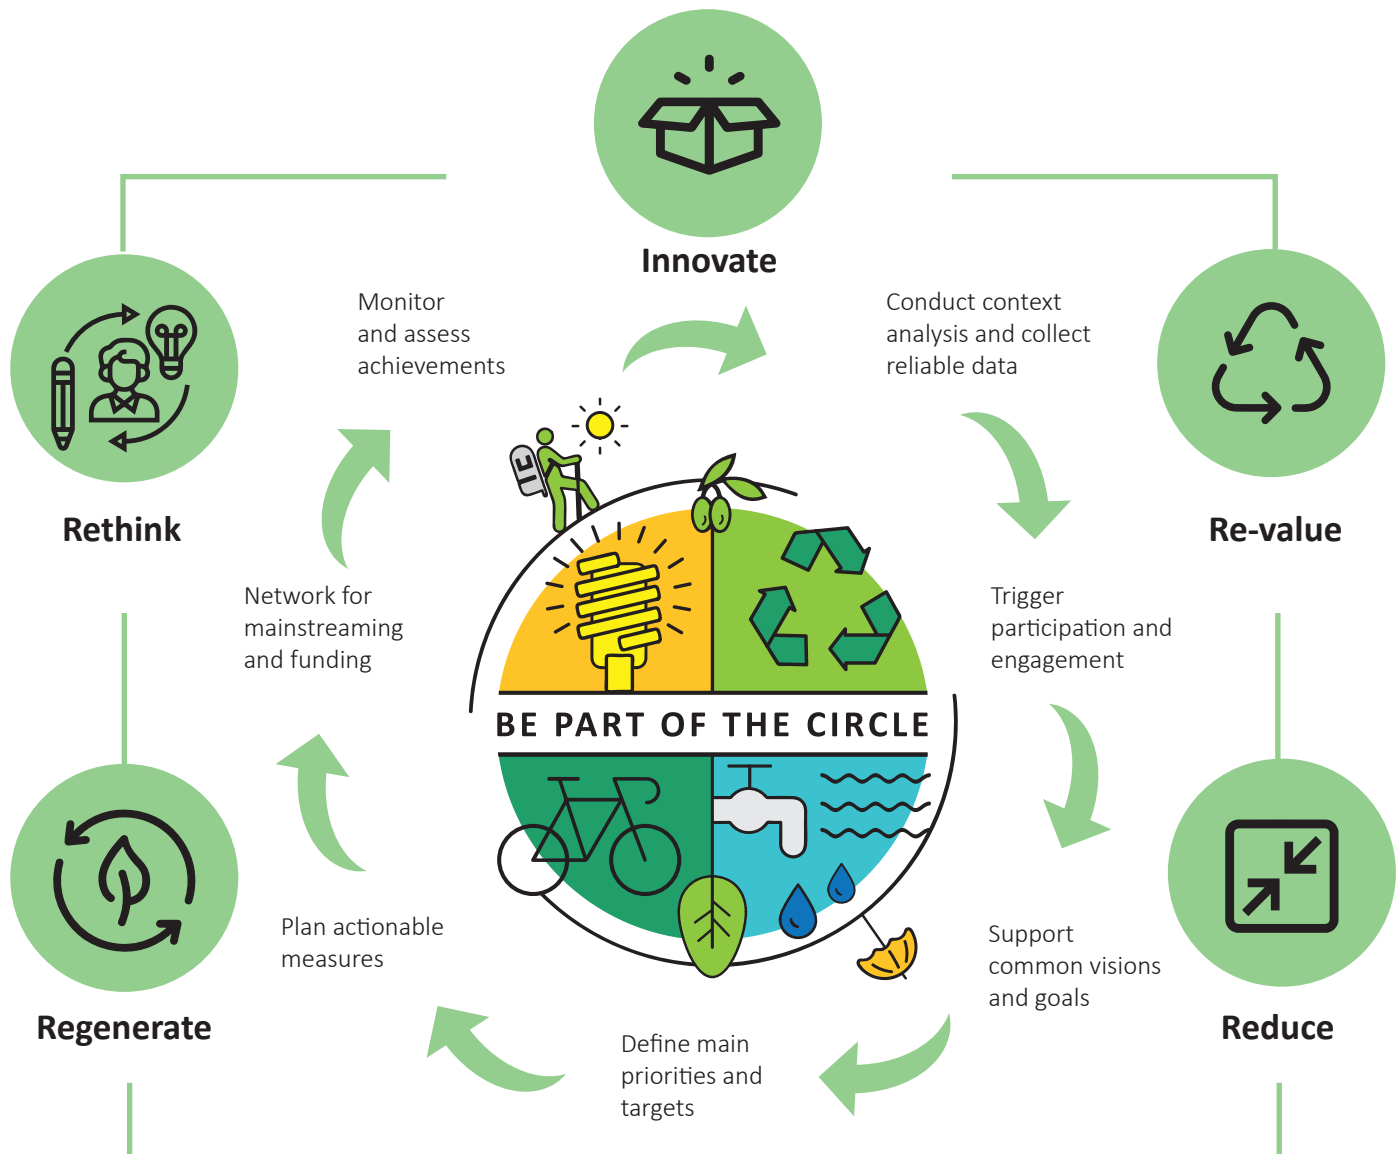 Innovate
Monitor
and assess
achievements
Conduct context
analysis and collect
reliable data
Rethink
Re-value
Network for
mainstreaming
and funding
Trigger
participation and
engagement
BE PART OF THE CIRCLE
Plan actionable
measures
Support
common visions
and goals
Regenerate
Reduce
Define main
priorities and
targets